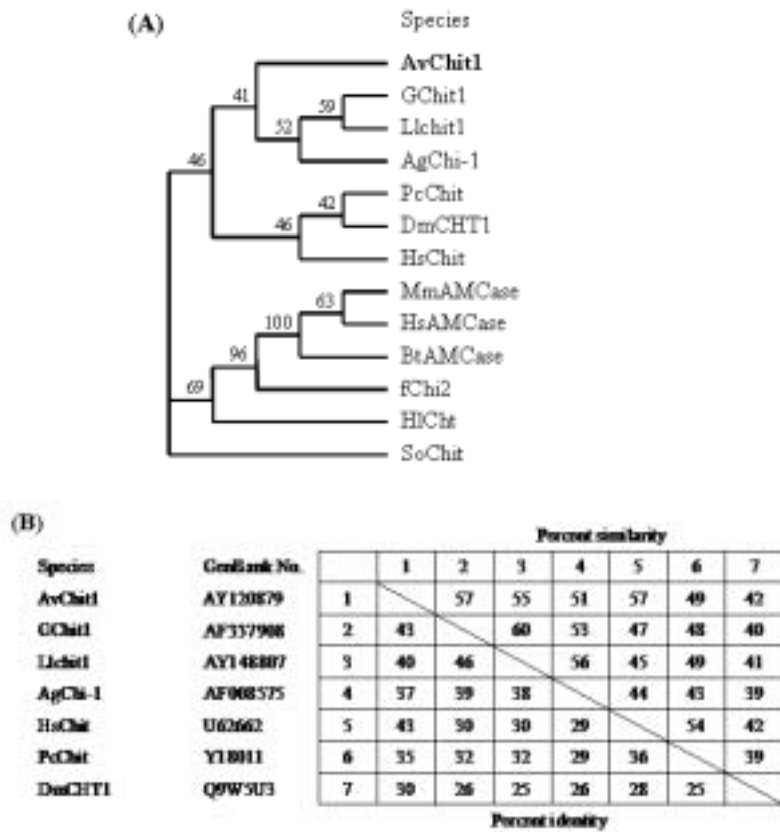 (A)
Species
AvChit1
41
GChit1
59
Llchit1
52
AgChi-1
46
PcChit
42
DmCHT1
46
HsChit
MmAMCase
63
HsAMCase
100
BtAMCase
96
fChi2
69
HlCht
SoChit
(B)
Percent similarity
Species GenBank No. 1 2 3 4 5 6 7
AvChit1 AY120879 1 57 55 51 57 49 42
GChit1 AF337908 2 43 60 53 47 48 40
Llchit1 AY148807 3 40 46 56 45 49 41
AgChi-1 AF008575 4 37 39 38 44 43 39
HsChit U62662 5 43 30 30 29 54 42
PcChit Y18011 6 35 32 32 29 36 39
DmCHT1 Q9W5U3 7 30 26 25 26 28 25
Percent identity